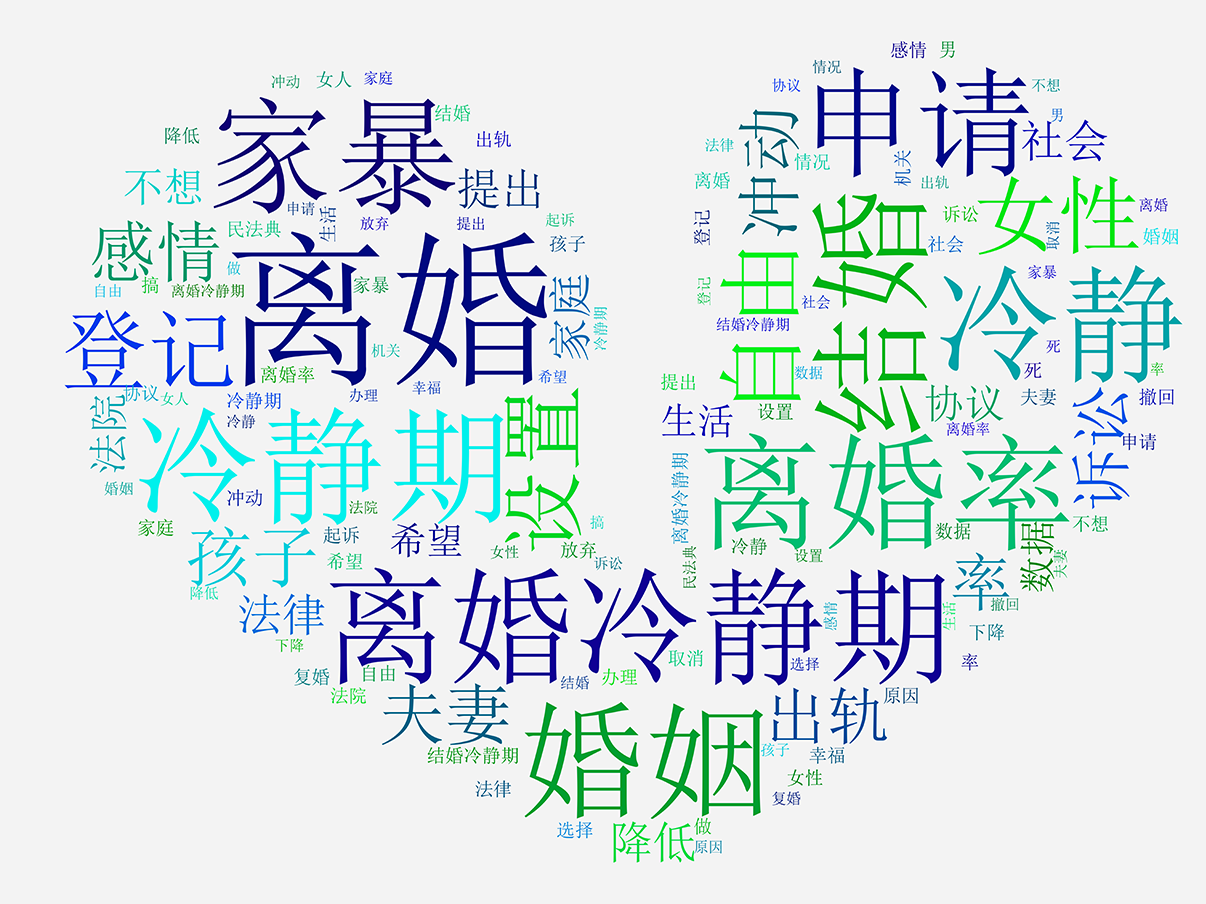 感情 男
冲动 女人 家庭
情况
协议 不想
申请
家暴
结婚
降低
出轨
男
社会
冲动
法律
情况
机关
不想 提出
离婚
出轨
申请 生活 放弃 提出 起诉
登记
诉讼
女性
离婚
取消
婚姻
社会
感情
民法典
孩子
做
离婚
结婚
自由
家暴
冷静
自由 搞 离婚冷静期 家暴
家庭
冷静期
登记
社会
结婚冷静期
登记
机关
离婚率
希望
幸福
办理
死
死
率
提出
数据
协议 女人 冷静期
法院
冷静
设置
设置
生活
协议
夫妻
撤回
诉讼
离婚率
申请
冷静期
离婚率
离婚冷静期
婚姻
冲动
法院
家庭
起诉
希望
孩子
希望
女性
放弃
搞
诉讼
冷静
设置
数据
不想
数据
夫妻
民法典
率
降低
法律
离婚冷静期
感情
生活
撤回
下降
下降
取消
选择
率
复婚
自由
结婚
办理
法院
夫妻
婚姻
出轨
原因
结婚冷静期
孩子
幸福
法律
女性
复婚
选择
降低
做
原因